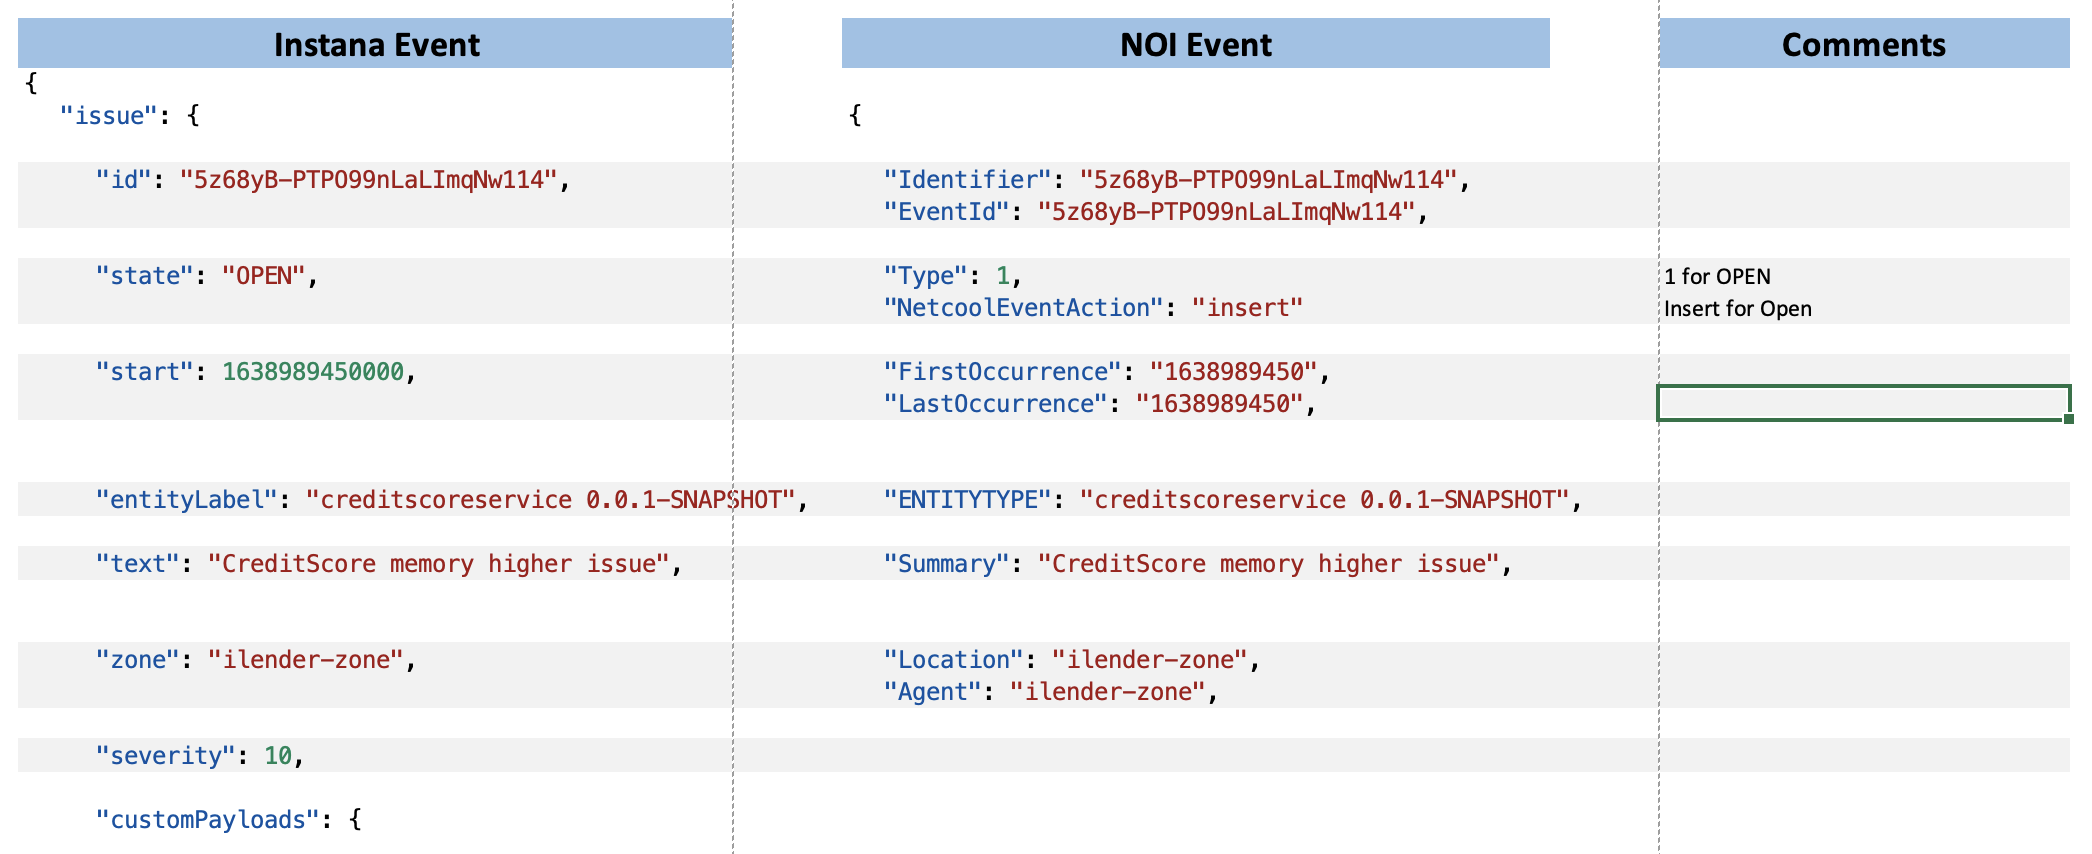 Instana Event NOI Event Comments
{
"issue": { {
"id": "5z68yB-PTPO99nLaLImqNw114", "Identifier": "5z68yB-PTPO99nLaLImqNw114",
"EventId": "5z68yB-PTPO99nLaLImqNw114",
"state": "OPEN", "Type": 1, 1 for OPEN
"NetcoolEventAction": "insert" Insert for Open
"start": 1638989450000, "FirstOccurrence": "1638989450",
"LastOccurrence": "1638989450",
"entityLabel": "creditscoreservice 0.0.1-SNAPSHOT", "ENTITYTYPE": "creditscoreservice 0.0.1-SNAPSHOT",
"text": "CreditScore memory higher issue", "Summary": "CreditScore memory higher issue",
"zone": "ilender-zone", "Location": "ilender-zone",
"Agent": "ilender-zone",
"severity": 10,
"customPayloads": {